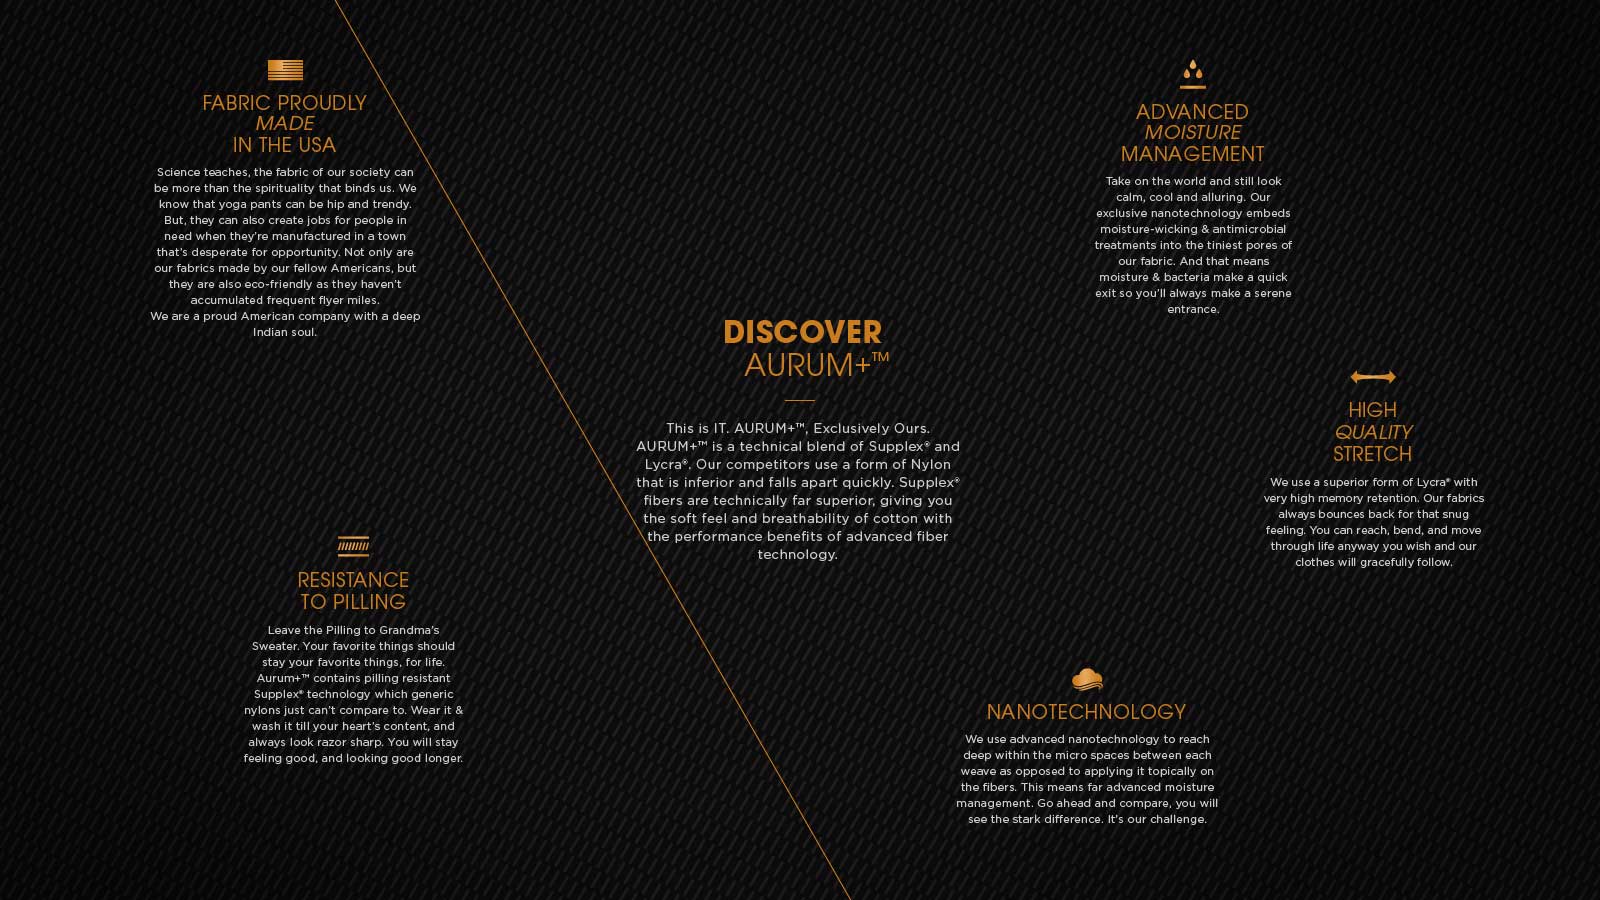 FABRIC PROUDLY
MADE
IN THE USA
Science teaches, the fabric of our society can
be more than the spirituality that binds us. We
know that yoga pants can be hip and trendy.
But, they can also create jobs for people in
need when they're manufactured in a town
that's desperate for opportunity. Not only are
our fabrics made by our fellow Americans, but
they are also eco-friendly as they haven't
accumulated frequent flyer miles.
We are a proud American company with a deep
Indian soul.
RESISTANCE
TO PILLING
Leave the Pilling to Grandma's
Sweater. Your favorite things should
stay your favorite things, for life.
Aurum+™ contains pilling resistant
Supplex® technology which generic
nylons just can't compare to. Wear it &
wash it till your heart's content, and
always look razor sharp. You will stay
feeling good, and looking good longer.
DISCOVER
AURUM+™
This is IT. AURUM+™, Exclusively Ours.
AURUM+™ is a technical blend of Supplex® and
Lycra®. Our competitors use a form of Nylon
that is inferior and falls apart quickly. Supplex®
fibers are technically far superior, giving you
the soft feel and breathability of cotton with
the performance benefits of advanced fiber
technology.
ADVANCED
MOISTURE
MANAGEMENT
Take on the world and still look
calm, cool and alluring. Our
exclusive nanotechnology embeds
moisture-wicking & antimicrobial
treatments into the tiniest pores of
our fabric. And that means
moisture & bacteria make a quick
exit so you'll always make a serene
entrance.
HIGH
QUALITY
STRETCH
We use a superior form of Lycra® with
very high memory retention. Our fabrics
always bounces back for that snug
feeling. You can reach, bend, and move
through life anyway you wish and our
clothes will gracefully follow.
NANOTECHNOLOGY
We use advanced nanotechnology to reach
deep within the micro spaces between each
weave as opposed to applying it topically on
the fibers. This means far advanced moisture
management. Go ahead and compare, you will
see the stark difference. It's our challenge.